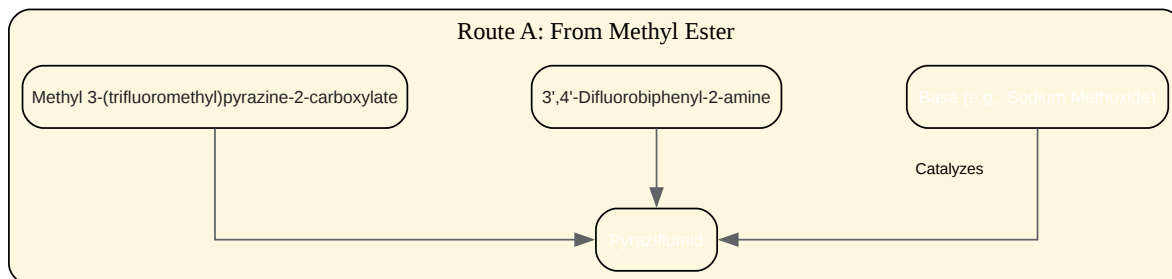 Route A: From Methyl Ester
Methyl 3-(trifluoromethyl)pyrazine-2-carboxylate
3',4'-Difluorobiphenyl-2-amine
Base (e.g., Sodium Methoxide)
Catalyzes
Pyraziflumid